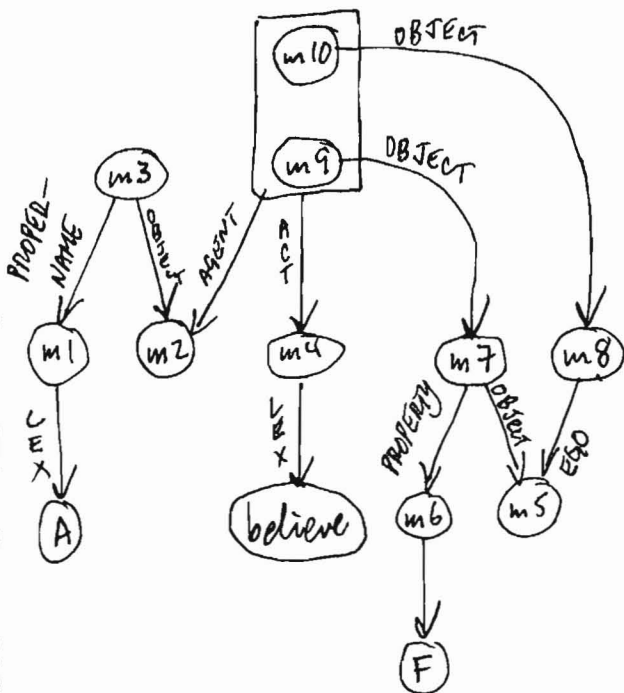 m10
OBJECT
m9
OBJECT
m3
PROPER-
NAME
OBJECT
AGENT
ACT
m1
m2
m4
m7
m8
LEX
LEX
PROPERTY
OBJECT
EGO
A
believe
m6
m5
F